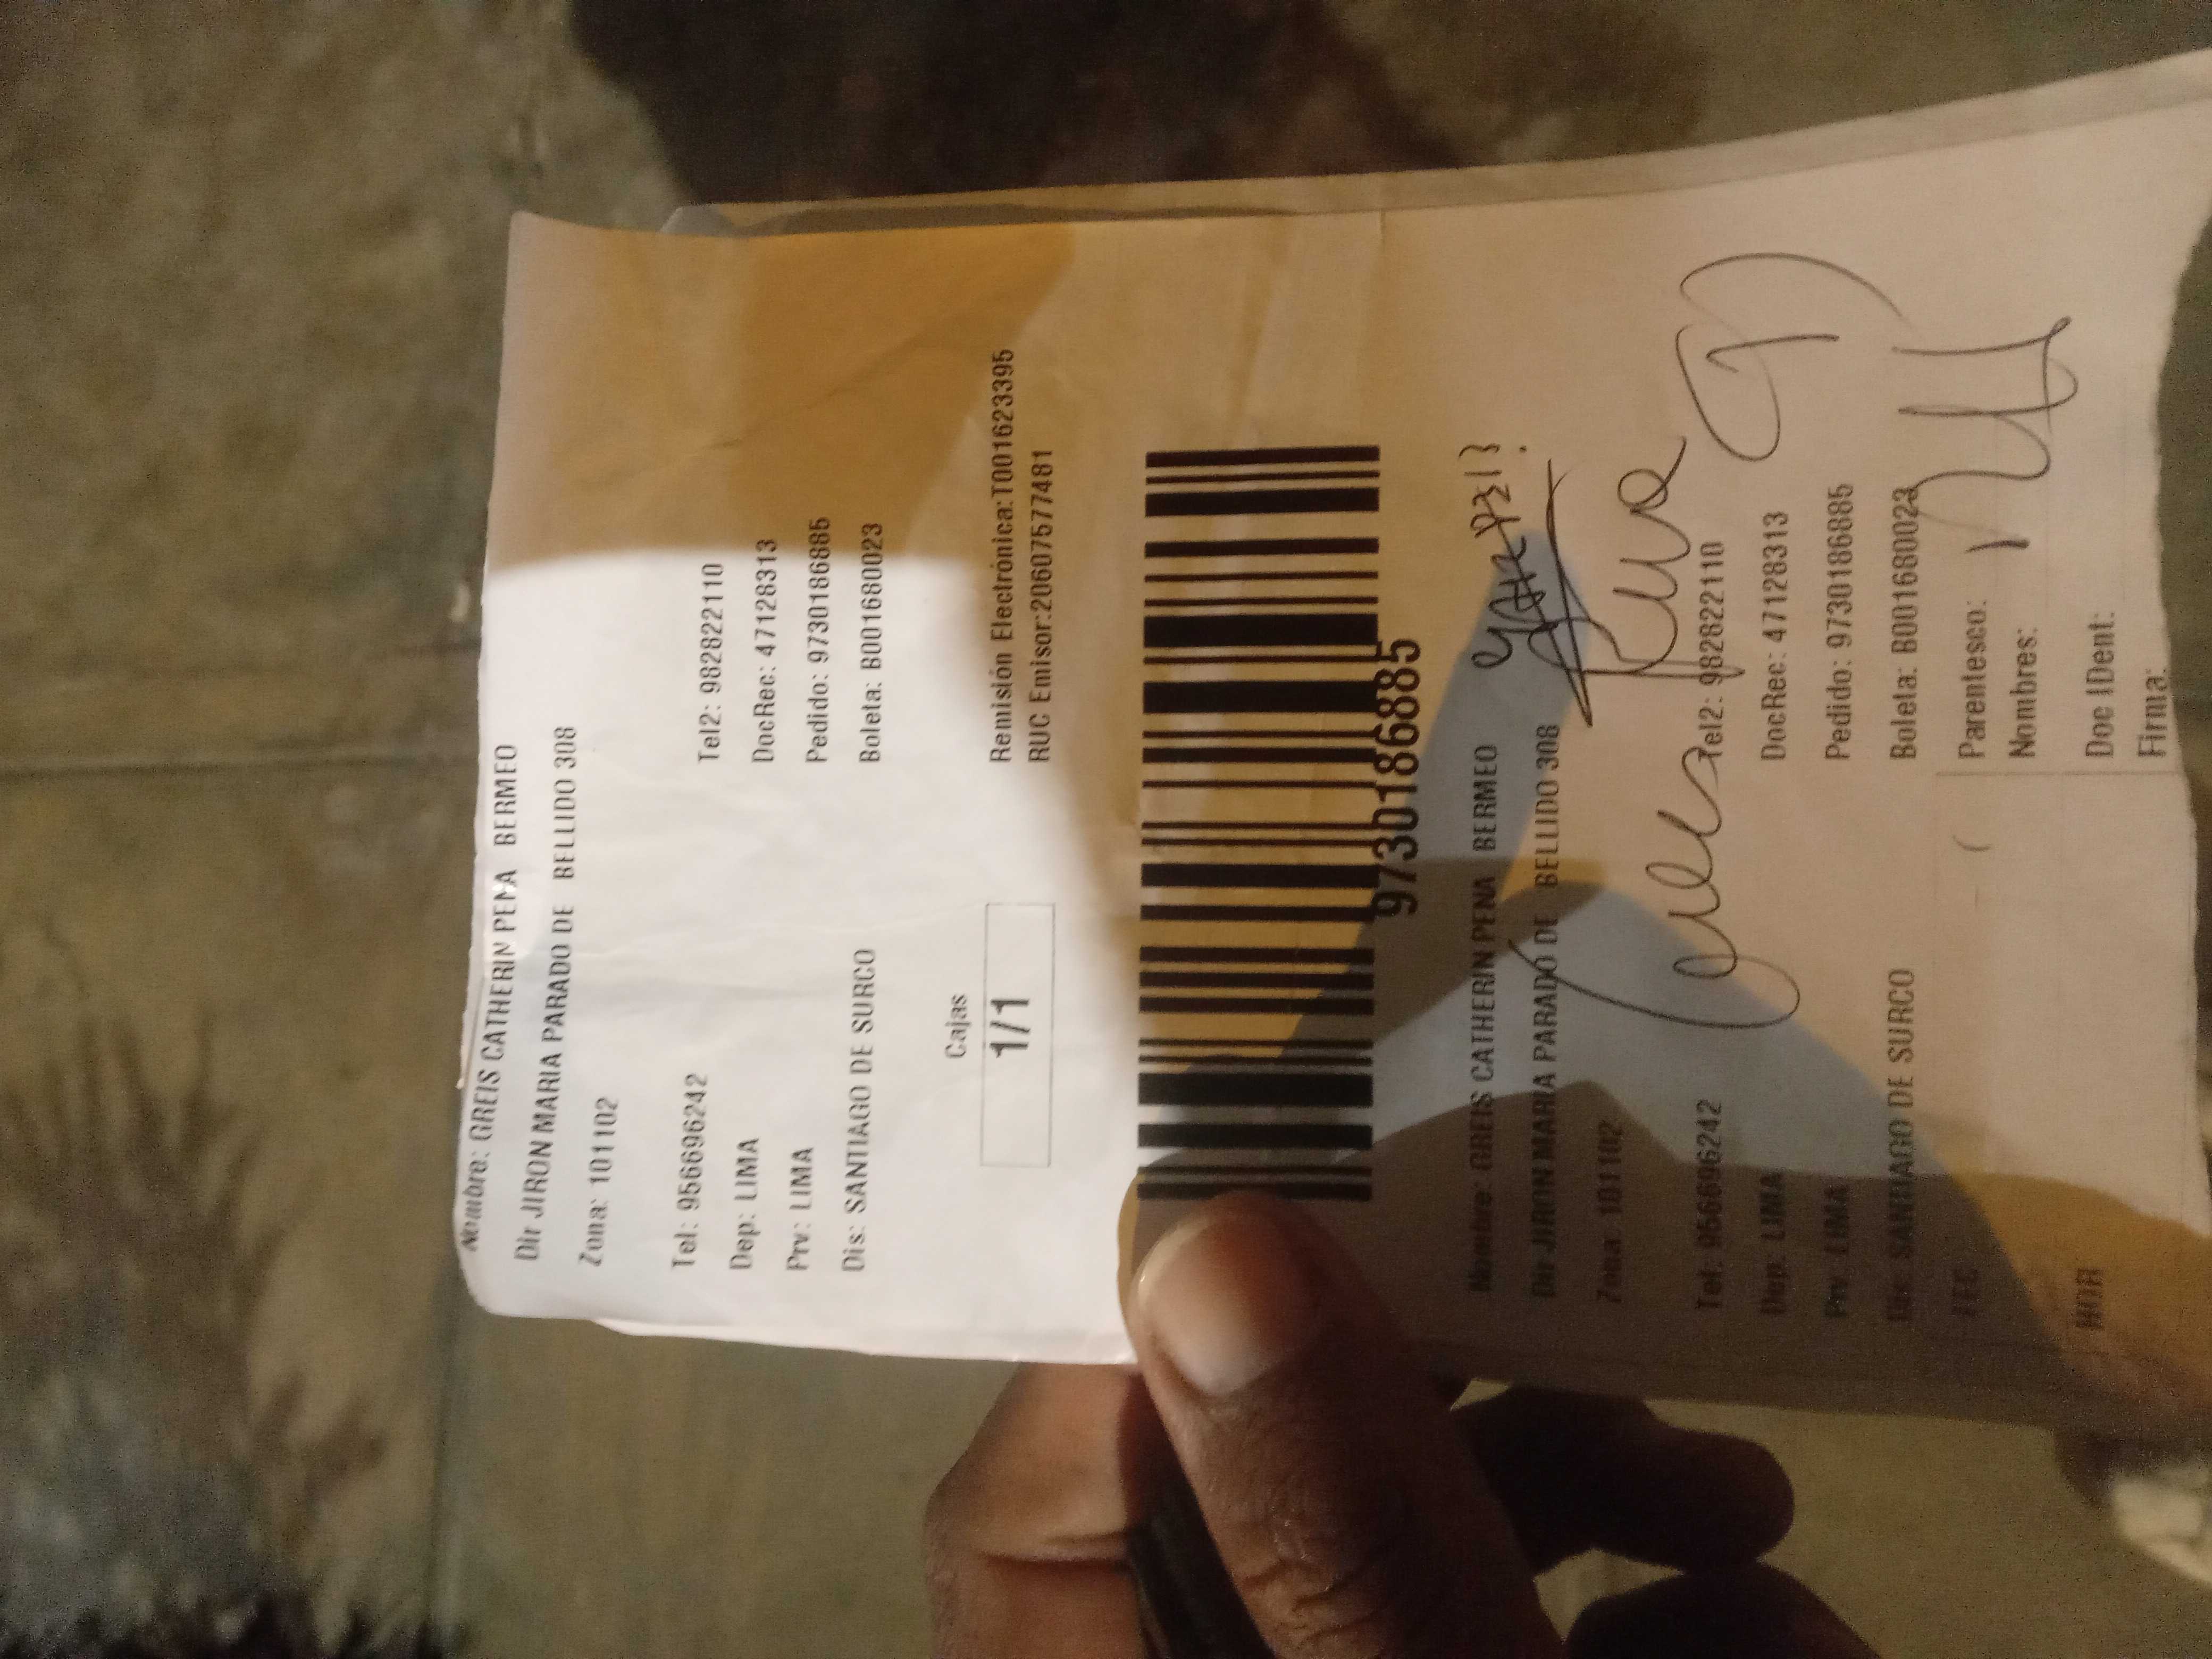 Nombre: GREIS CATHERIN PENA BERMEO
Dir JIRON MARIA PARADO DE BELLIDO 308
Zona: 101102
Tel: 956696242 Tel2: 982822110
Dep: LIMA DocRec: 47128313
Prv: LIMA Pedido: 97301868​85
Dis: SANTIAGO DE SURCO Boleta: B001680023
Cajas
1/1
Remisión Electrónica:T001623395
RUC Emisor:20607577481
9730186885
Nombre: GREIS CATHERIN PENA BERMEO
Dir JIRON MARIA PARADO DE BELLIDO 308
Zona: 101102
Tel: 956696242 Tel2: 982822110
Dep: LIMA DocRec: 47128313
Prv: LIMA Pedido: 9730186885
Dis: SANTIAGO DE SURCO Boleta: B001680023
FEC Parentesco:
Nombres:
HOR Doc IDent:
Firma: